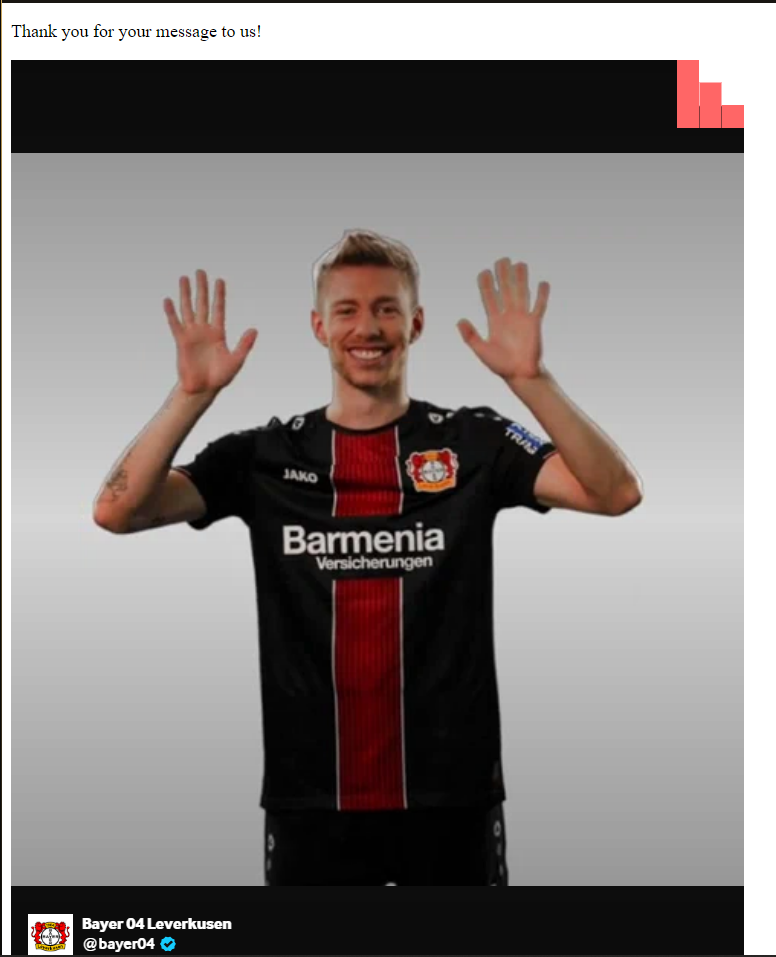 Thank you for your message to us!
JAKO
Barmenia
Versicherungen
Bayer 04 Leverkusen
@bayer04